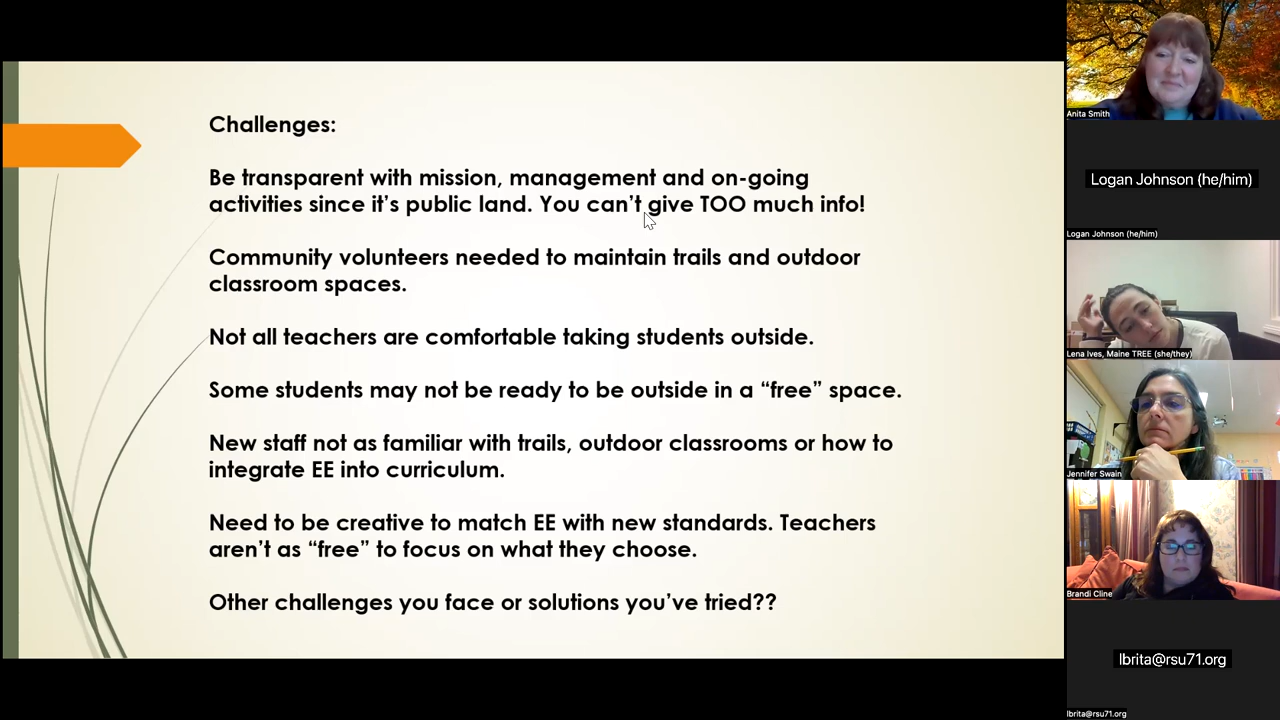 Challenges:
Be transparent with mission, management and on-going
activities since it's public land. You can't give TOO much info!
Community volunteers needed to maintain trails and outdoor
classroom spaces.
Not all teachers are comfortable taking students outside.
Some students may not be ready to be outside in a “free” space.
New staff not as familiar with trails, outdoor classrooms or how to
integrate EE into curriculum.
Need to be creative to match EE with new standards. Teachers
aren't as “free” to focus on what they choose.
Other challenges you face or solutions you've tried??
Anita Smith
Logan Johnson (he/him)
Logan Johnson (he/him)
Lena Ives, Maine TREE (she/they)
Jennifer Swain
Brandi Cline
lbrita@rsu71.org
lbrita@rsu71.org